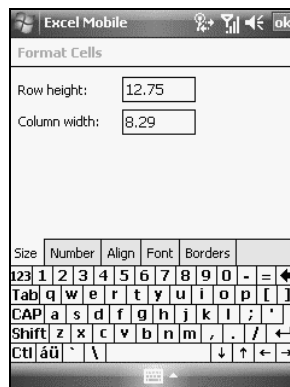 Excel Mobile ok
Format Cells
Row height: 12.75
Column width: 8.29
Size Number Align Font Borders
123 1 2 3 4 5 6 7 8 9 0 - = ←
Tab q w e r t y u i o p [ ]
CAP a s d f g h j k l ; '
Shift z x c v b n m , . / ↵
Ctl áü ` \ ↓ ↑ ← →